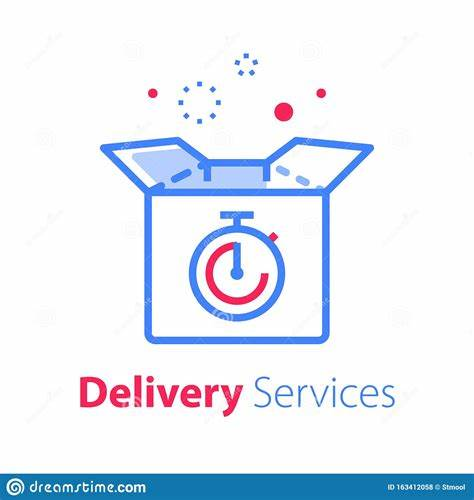 Delivery Services
dreamstime.com
ID 163412058 © Stmool